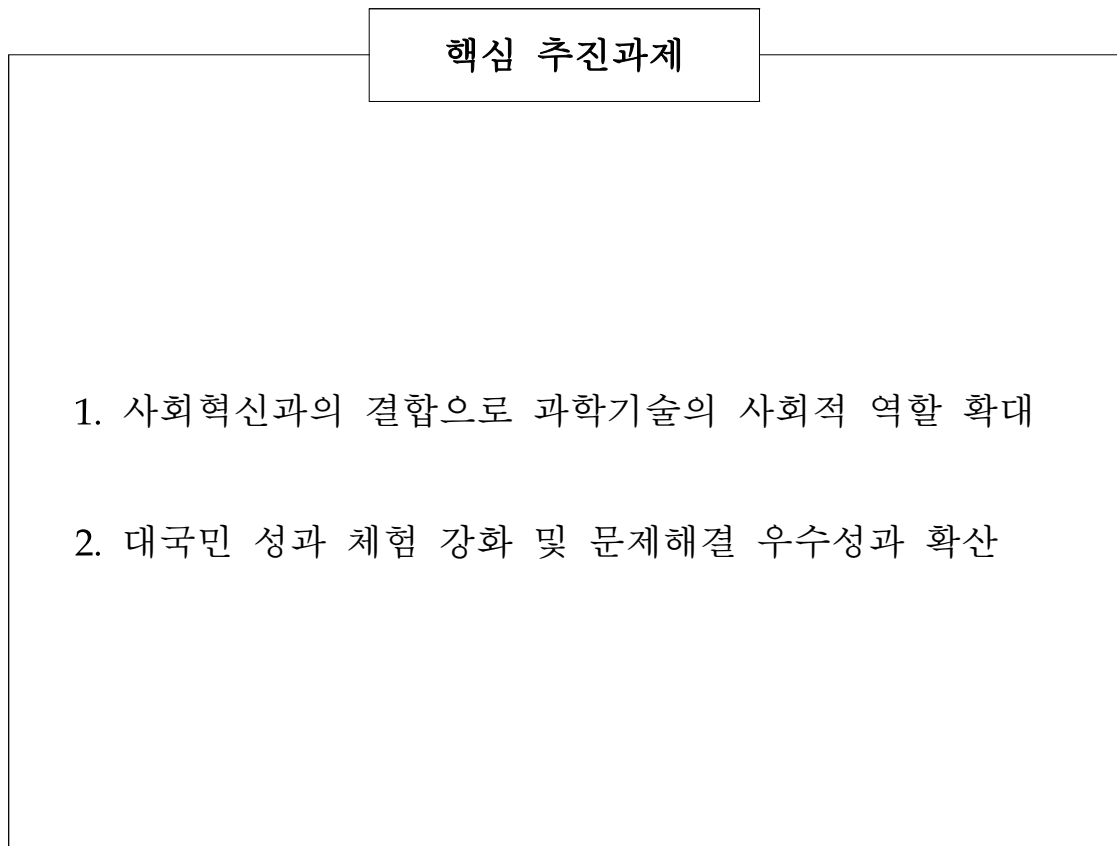 핵심 추진과제
1. 사회혁신과의 결합으로 과학기술의 사회적 역할 확대
2. 대국민 성과 체험 강화 및 문제해결 우수성과 확산